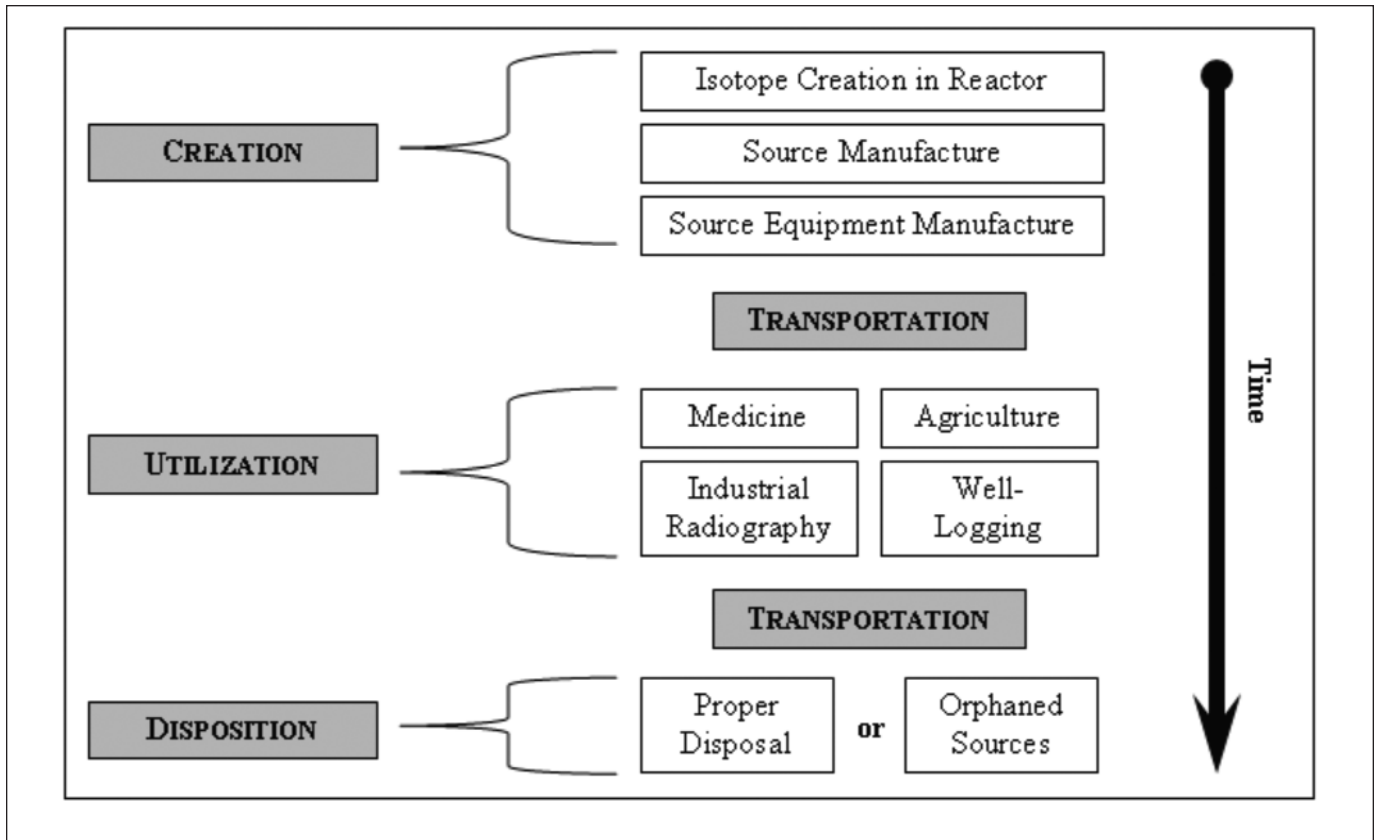 CREATION
Isotope Creation in Reactor
Source Manufacture
Source Equipment Manufacture
TRANSPORTATION
Time
UTILIZATION
Medicine
Agriculture
Industrial
Radiography
Well-
Logging
TRANSPORTATION
DISPOSITION
Proper
Disposal
or
Orphaned
Sources